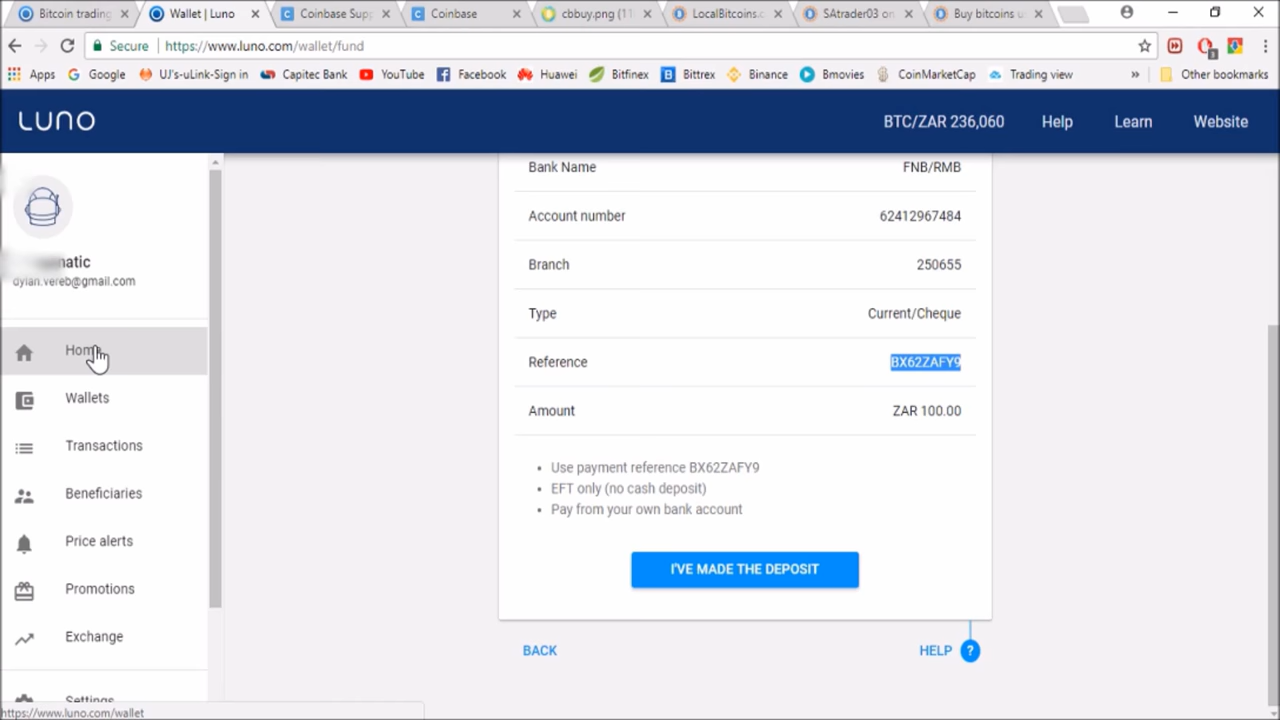 Bitcoin trading
Wallet | Luno
Coinbase Supp
Coinbase
cbbuy.png (11
LocalBitcoins.c
SAtrader03 on
Buy bitcoins u
Secure
https://www.luno.com/wallet/fund
Apps
Google
UJ's-uLink-Sign in
Capitec Bank
YouTube
Facebook
Huawei
Bitfinex
Bittrex
Binance
Bmovies
CoinMarketCap
Trading view
»
Other bookmarks
LUNO
BTC/ZAR 236,060
Help
Learn
Website
matic
dylan.vereb@gmail.com
Home
Wallets
Transactions
Beneficiaries
Price alerts
Promotions
Exchange
Settings
Bank Name FNB/RMB
Account number 62412967484
Branch 250655
Type Current/Cheque
Reference BX62ZAFY9
Amount ZAR 100.00
• Use payment reference BX62ZAFY9
• EFT only (no cash deposit)
• Pay from your own bank account
I'VE MADE THE DEPOSIT
BACK
HELP ?
https://www.luno.com/wallet